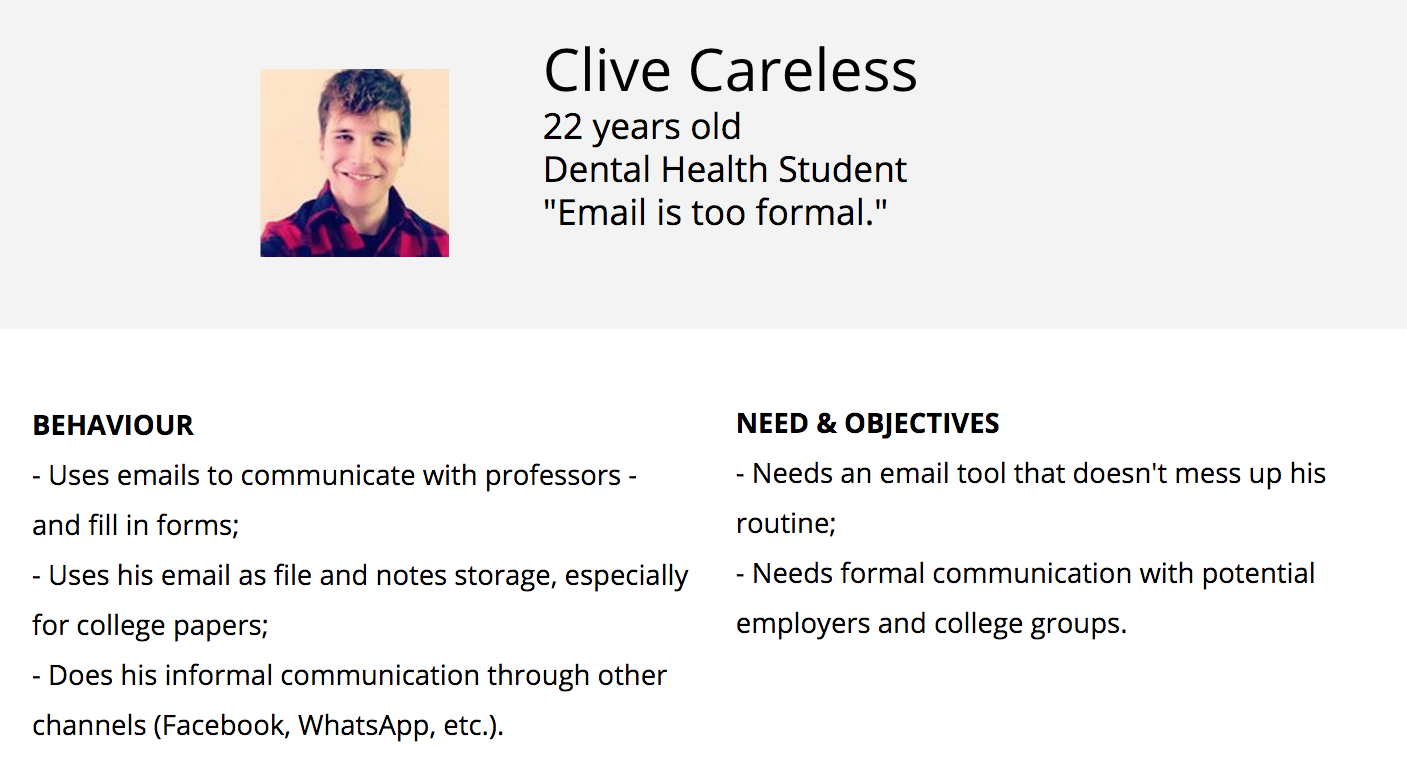 Clive Careless
22 years old
Dental Health Student
"Email is too formal."
BEHAVIOUR
- Uses emails to communicate with professors -
and fill in forms;
- Uses his email as file and notes storage, especially
for college papers;
- Does his informal communication through other
channels (Facebook, WhatsApp, etc.).
NEED & OBJECTIVES
- Needs an email tool that doesn't mess up his
routine;
- Needs formal communication with potential
employers and college groups.